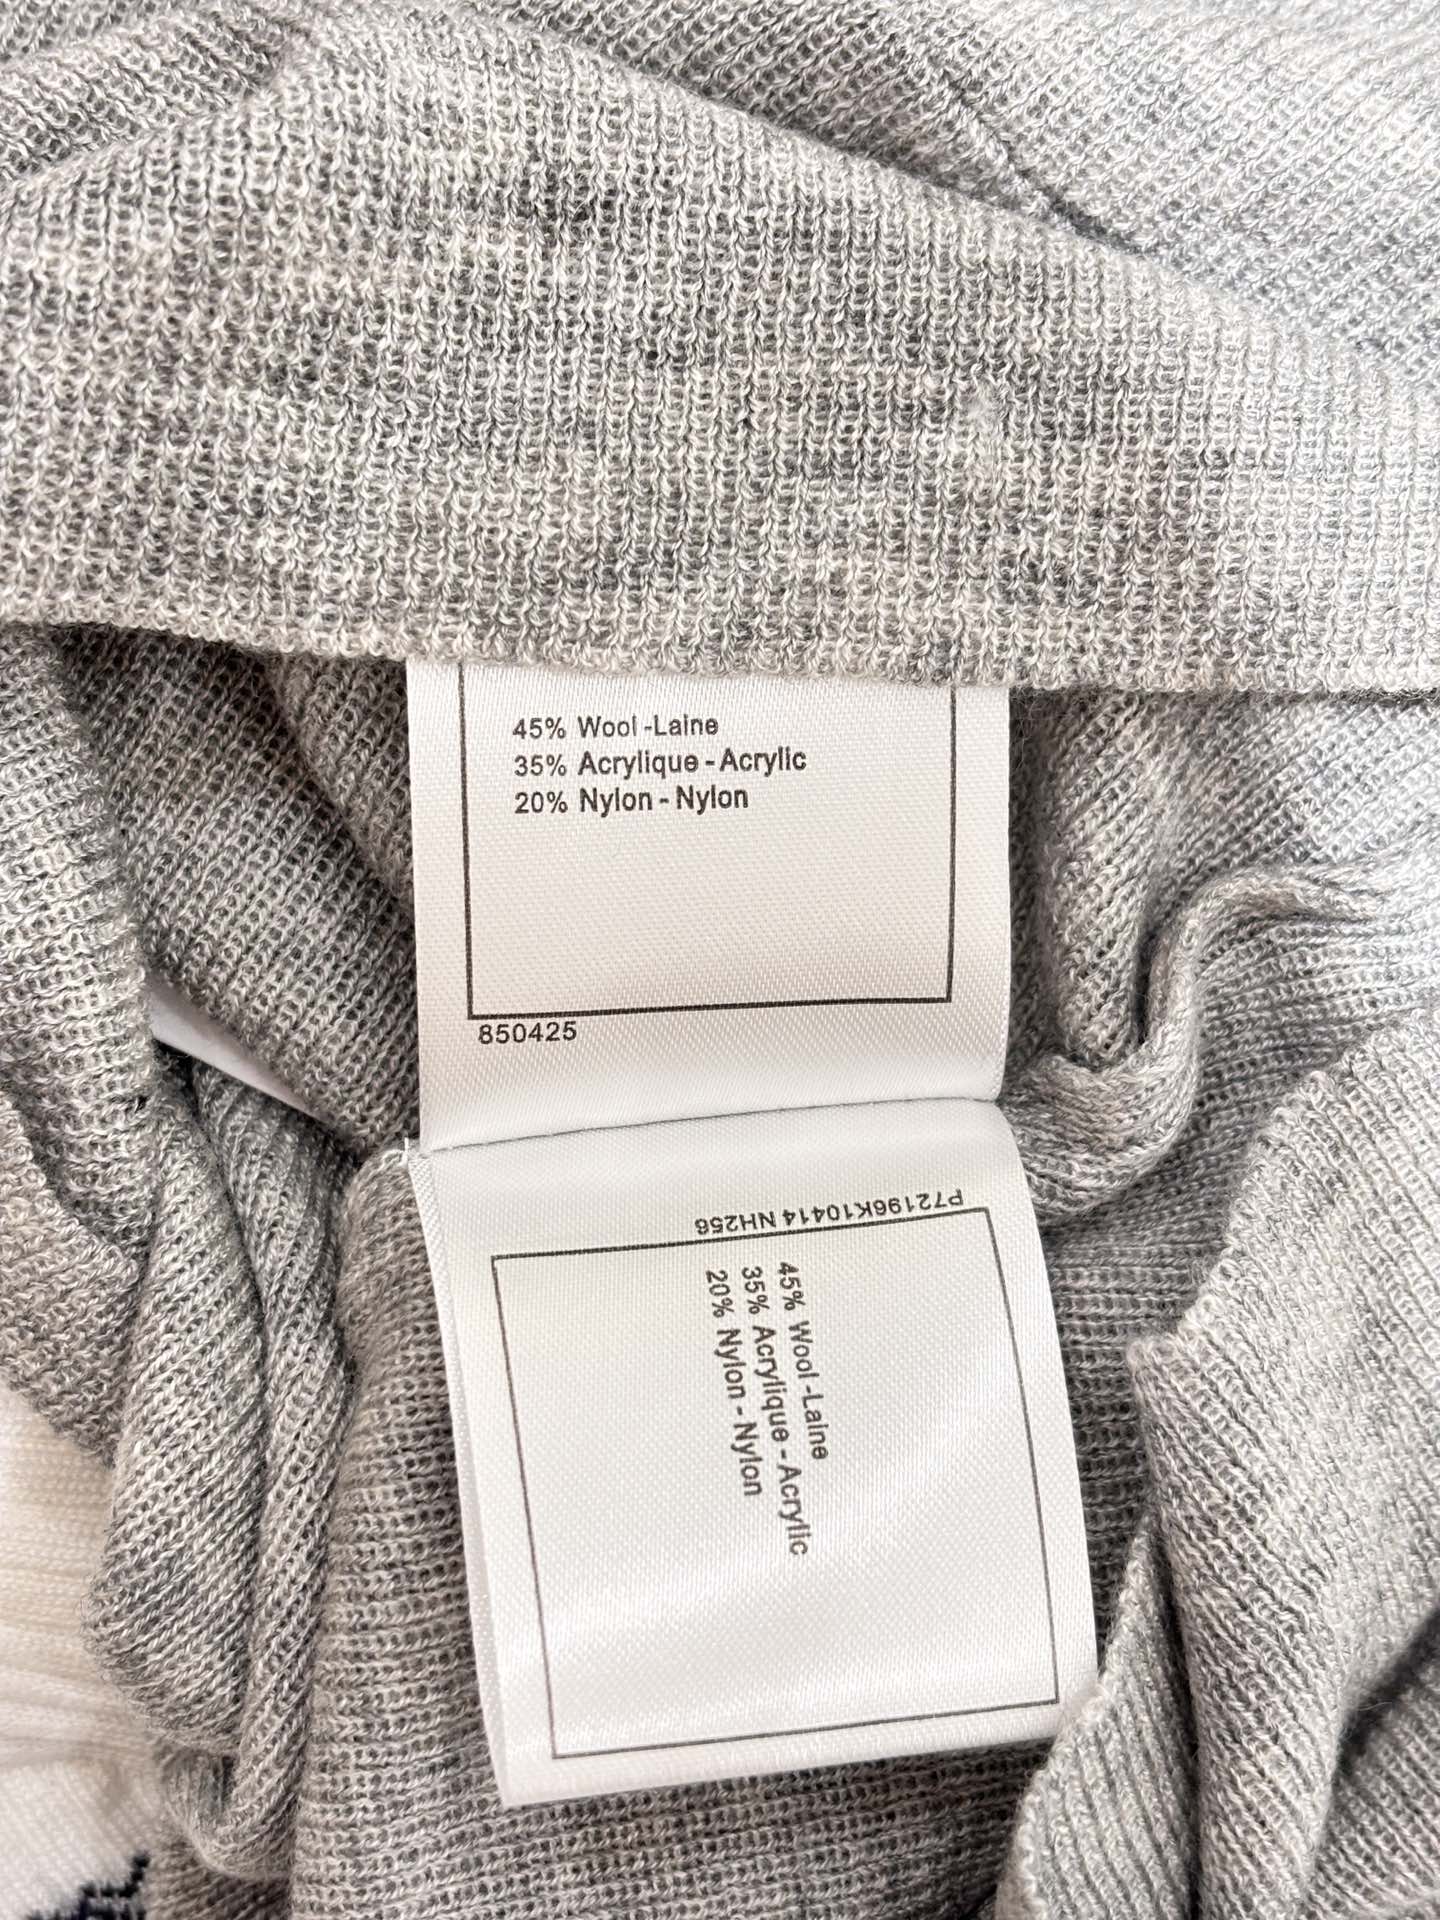 45% Wool -Laine
35% Acrylique - Acrylic
20% Nylon - Nylon
850425
P72196K10414 NH256
45% Wool -Laine
35% Acrylique - Acrylic
20% Nylon - Nylon